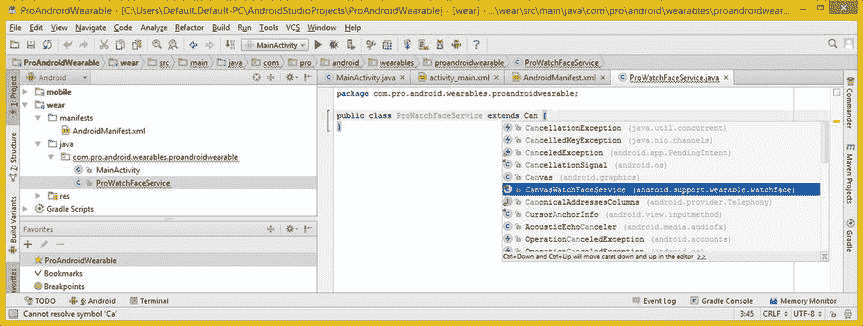 ProAndroidWearable - [C:\Users\Default.Default-PC\AndroidStudioProjects\ProAndroidWearable] - [wear] - ...\wear\src\main\java\com\pro\android\wearables\proandroidwear...
File Edit View Navigate Code Analyze Refactor Build Run Tools VCS Window Help
MainActivity
ProAndroidWearable wear src main java com pro android wearables proandroidwearable ProWatchFaceService
Android
MainActivity.java activity_main.xml AndroidManifest.xml ProWatchFaceService.java
1: Project
Z: Structure
Build Variants
Favorites
mobile
wear
manifests
AndroidManifest.xml
java
com.pro.android.wearables.proandroidwearable
MainActivity
ProWatchFaceService
res
Gradle Scripts
Favorites
ProAndroidWearable
Bookmarks
Breakpoints
package com.pro.android.wearables.proandroidwearable;
public class ProWatchFaceService extends Can {
}
CancellationException (java.util.concurrent)
CancelledKeyException (java.nio.channels)
CanceledException (android.app.PendingIntent)
CancellationSignal (android.os)
Canvas (android.graphics)
CanvasWatchFaceService (android.support.wearable.watchface)
CanonicalAddressesColumns (android.provider.Telephony)
CursorAnchorInfo (android.view.inputmethod)
AcousticEchoCanceler (android.media.audiofx)
OperationCanceledException (android.accounts)
Ctrl+Down and Ctrl+Up will move caret down and up in the editor >>
Commander
Maven Projects
Gradle
TODO 6: Android Terminal Event Log Gradle Console Memory Monitor
Cannot resolve symbol 'Ca' 3:45 CRLF UTF-8